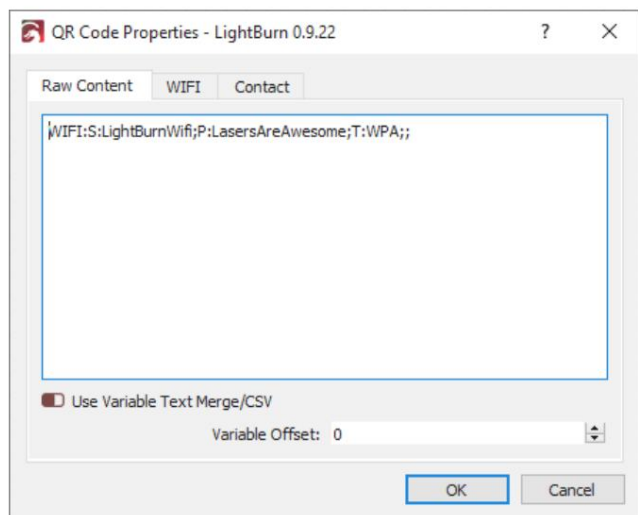 QR Code Properties - LightBurn 0.9.22
Raw Content WIFI Contact
WIFI:S:LightBurnWifi;P:LasersAreAwesome;T:WPA;;
Use Variable Text Merge/CSV
Variable Offset: 0
OK Cancel